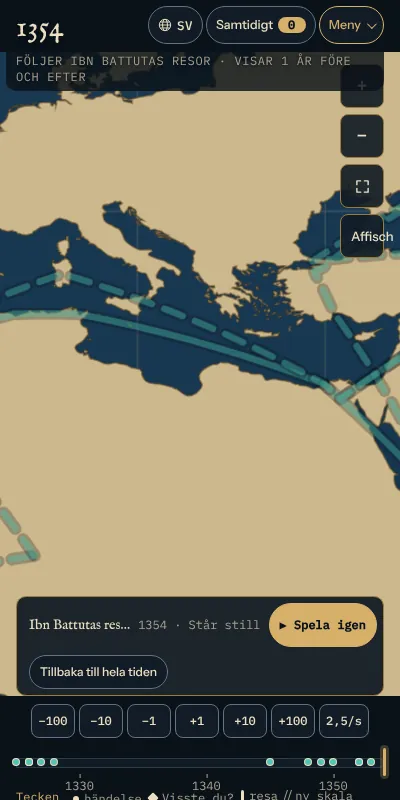 1354
SV
Samtidigt 0
Meny
FÖLJER IBN BATTUTAS RESOR · VISAR 1 ÅR FÖRE
OCH EFTER
+
−
Affisch
Ibn Battutas res… 1354 · Står still
▶ Spela igen
Tillbaka till hela tiden
−100 −10 −1 +1 +10 +100 2,5/s
1330 1340 1350
Tecken ● händelse ◆ Visste du? | resa // ny skala